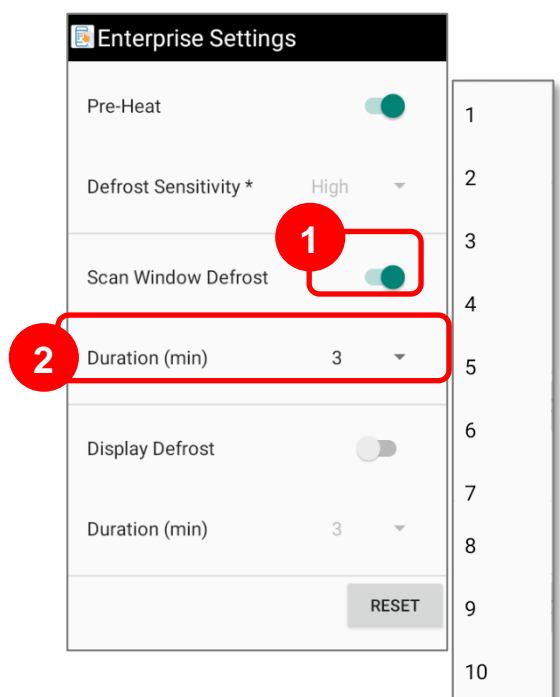 Enterprise Settings
Pre-Heat
Defrost Sensitivity * High
1
Scan Window Defrost
2
Duration (min) 3
Display Defrost
Duration (min) 3
RESET
1
2
3
4
5
6
7
8
9
10